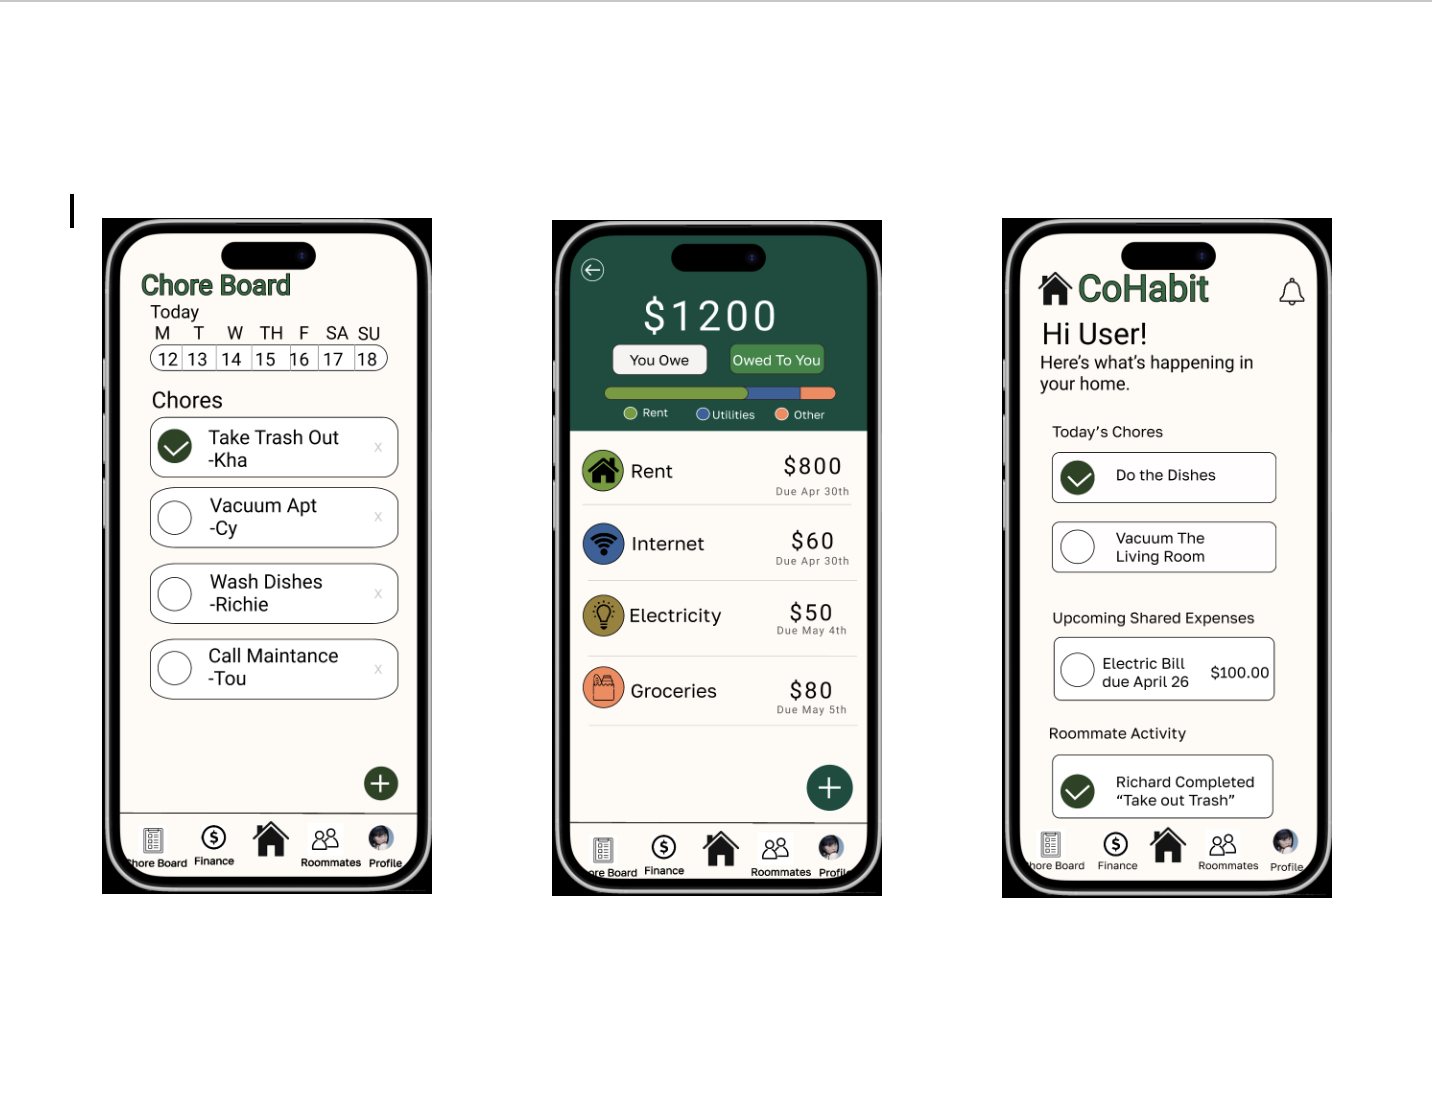 Chore Board
Today
M T W TH F SA SU
12 13 14 15 16 17 18
Chores
Take Trash Out
-Kha
x
Vacuum Apt
-Cy
x
Wash Dishes
-Richie
x
Call Maintance
-Tou
x
hore Board Finance Roommates Profile
$1200
You Owe Owed To You
Rent Utilities Other
Rent $800
Due Apr 30th
Internet $60
Due Apr 30th
Electricity $50
Due May 4th
Groceries $80
Due May 5th
ore Board Finance Roommates Profil
CoHabit
Hi User!
Here's what's happening in
your home.
Today's Chores
Do the Dishes
Vacuum The
Living Room
Upcoming Shared Expenses
Electric Bill
due April 26 $100.00
Roommate Activity
Richard Completed
“Take out Trash”
hore Board Finance Roommates Profile